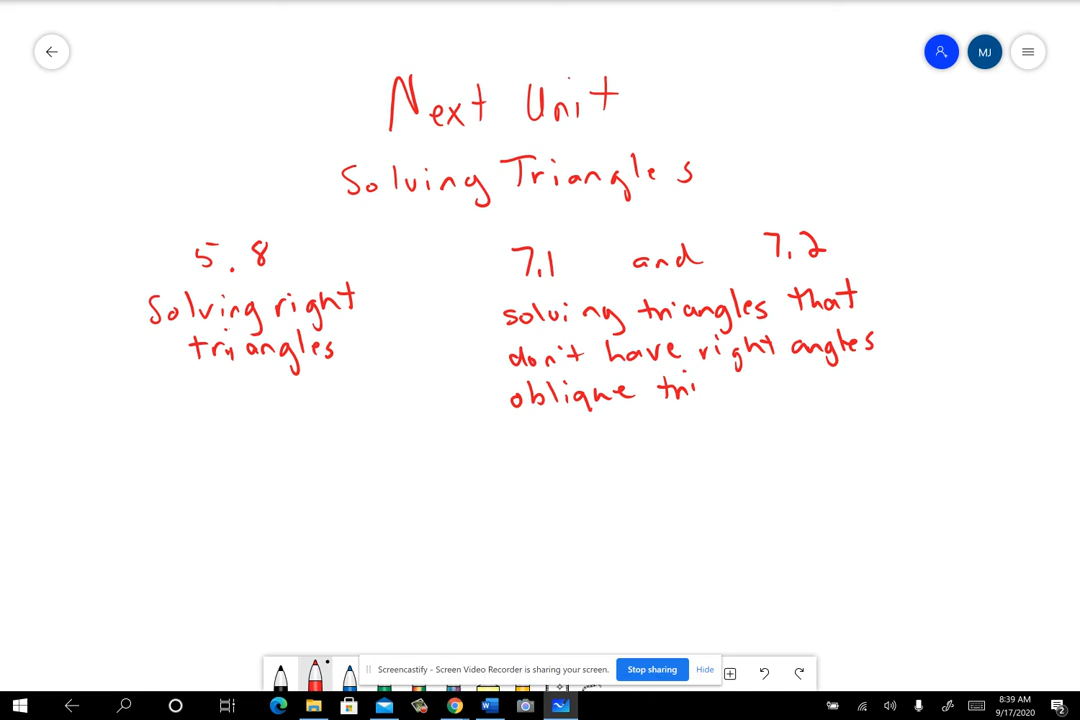 MJ
Next Unit
Solving Triangles
5.8
Solving right
triangles
7.1 and 7.2
solving triangles that
don't have right angles
oblique tri
Screencastify - Screen Video Recorder is sharing your screen. Stop sharing Hide
8:39 AM
9/17/2020
2